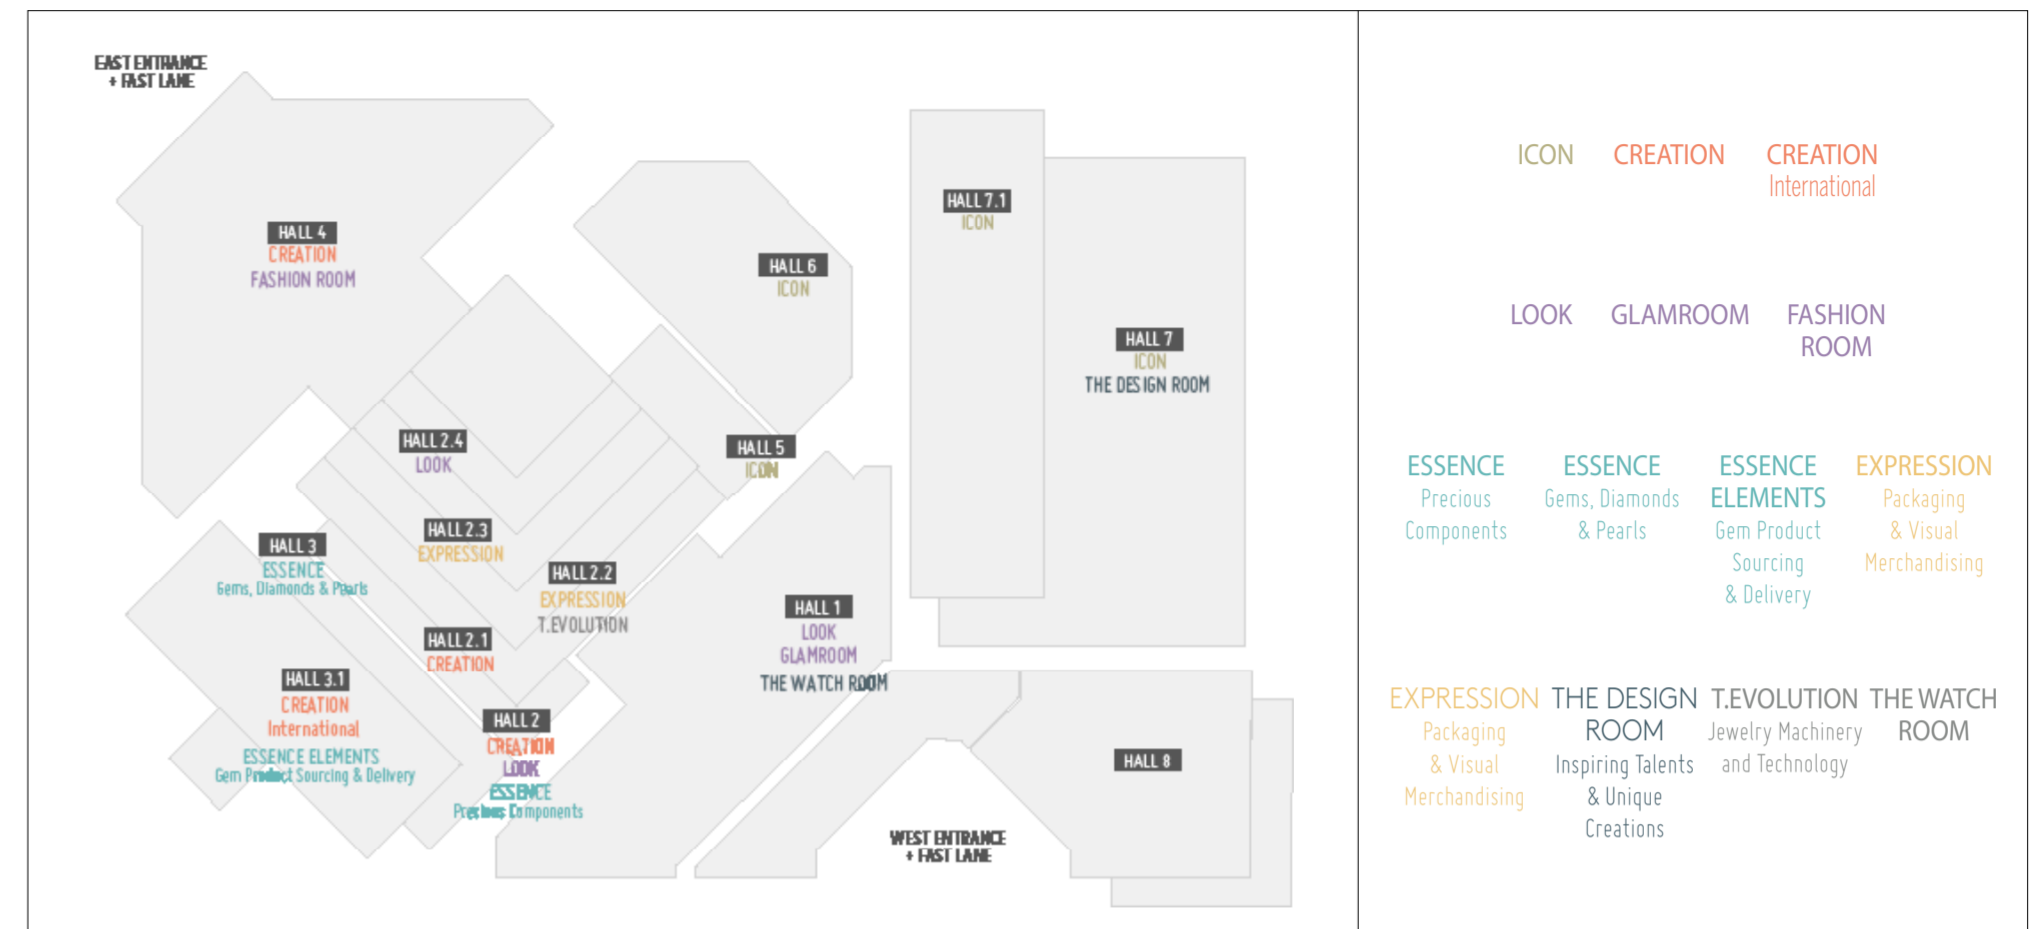 EAST ENTRANCE
+ FAST LANE
HALL 4
CREATION
FASHION ROOM
HALL 6
ICON
HALL 7.1
ICON
HALL 7
ICON
THE DESIGN ROOM
HALL 2.4
LOOK
HALL 5
ICON
HALL 2.3
EXPRESSION
HALL 3
ESSENCE
Gems, Diamonds & Pearls
HALL 2.2
EXPRESSION
T.EVOLUTION
HALL 1
LOOK
GLAMROOM
THE WATCH ROOM
HALL 2.1
CREATION
HALL 3.1
CREATION
International
ESSENCE ELEMENTS
Gem Product Sourcing & Delivery
HALL 2
CREATION
LOOK
ESSENCE
Precious Components
HALL 8
WEST ENTRANCE
+ FAST LANE
ICON
CREATION
CREATION
International
LOOK
GLAMROOM
FASHION
ROOM
ESSENCE
Precious
Components
ESSENCE
Gems, Diamonds
& Pearls
ESSENCE
ELEMENTS
Gem Product
Sourcing
& Delivery
EXPRESSION
Packaging
& Visual
Merchandising
EXPRESSION
Packaging
& Visual
Merchandising
THE DESIGN
ROOM
Inspiring Talents
& Unique
Creations
T.EVOLUTION
Jewelry Machinery
and Technology
THE WATCH
ROOM